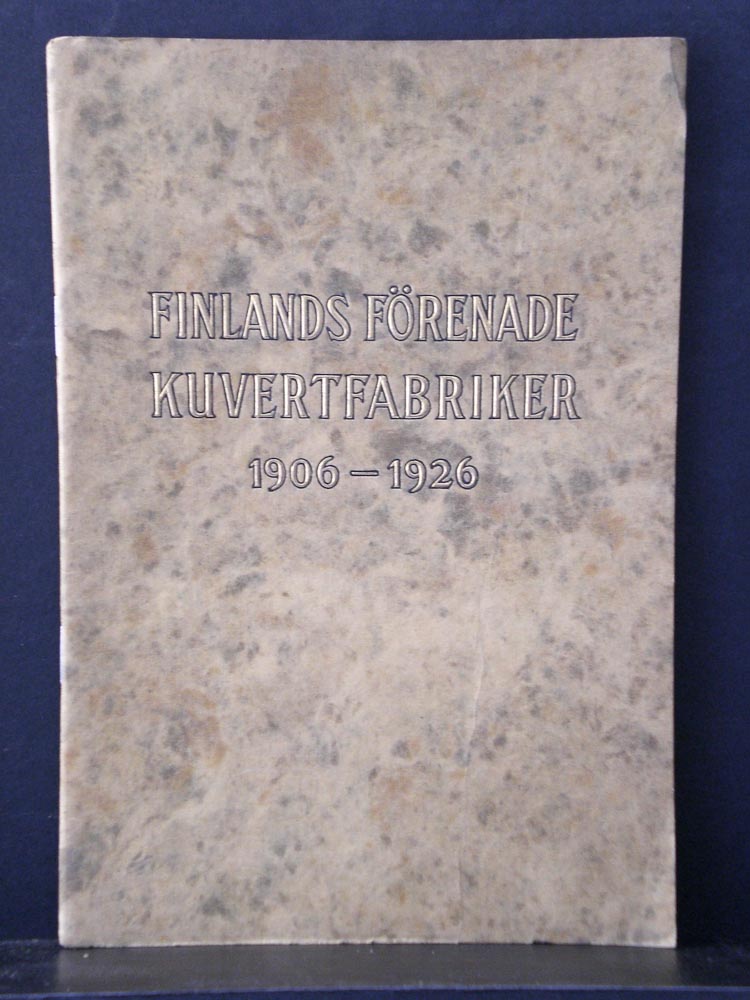 FINLANDS FÖRENADE
KUVERTFABRIKER
1906 — 1926